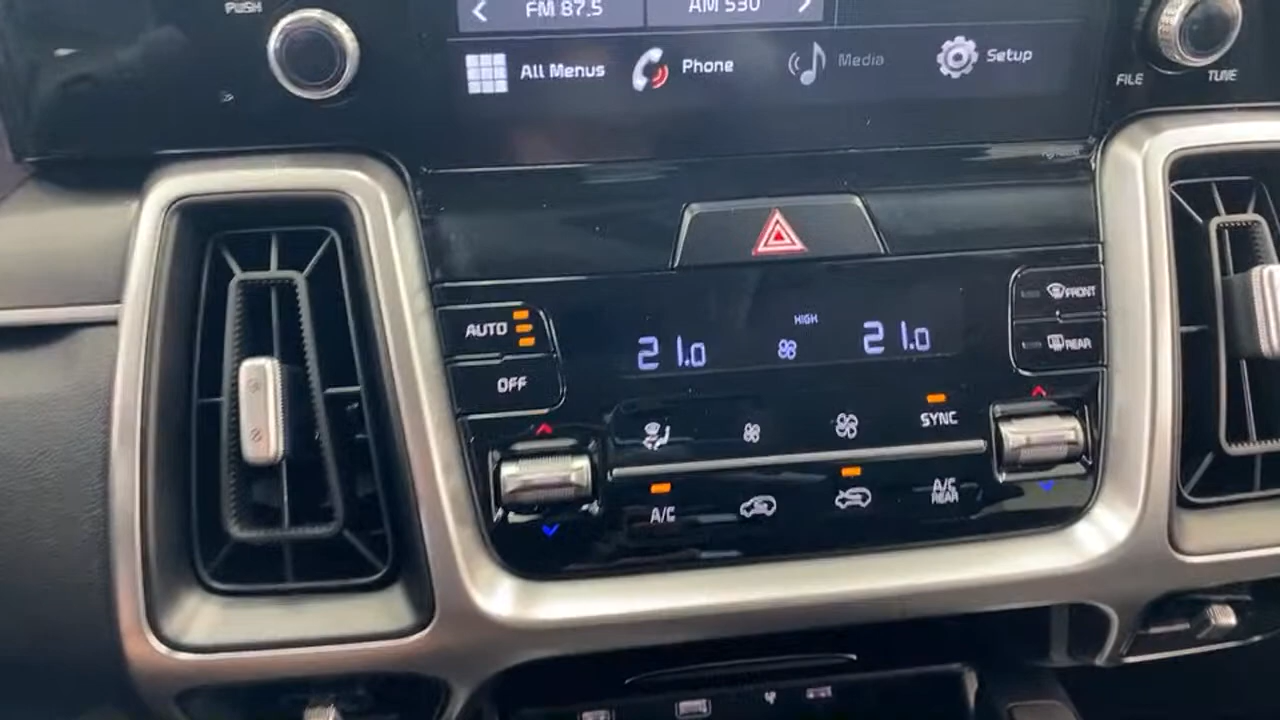 PUSH
FM 87.5
AM 530
All Menus
Phone
Media
Setup
FILE
TUNE
FRONT
REAR
AUTO
OFF
21.0
HIGH
21.0
SYNC
A/C
A/C
REAR